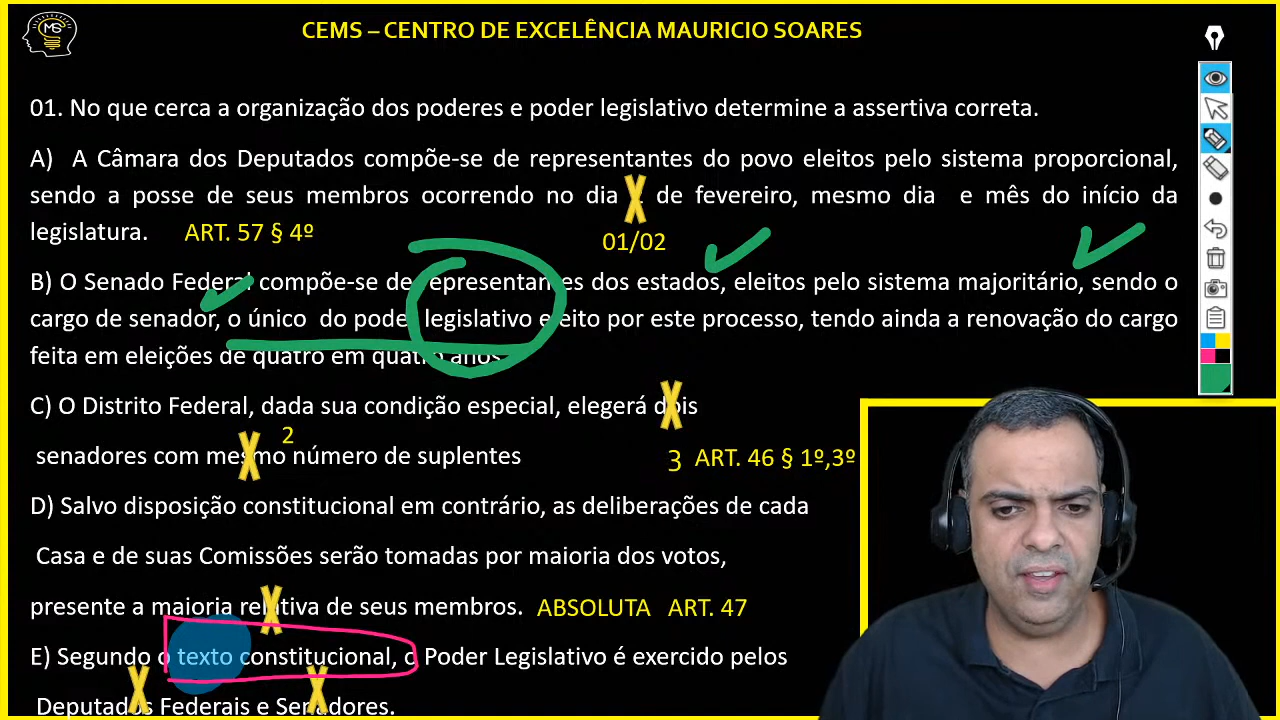 CEMS – CENTRO DE EXCELÊNCIA MAURICIO SOARES
MS
01. No que cerca a organização dos poderes e poder legislativo determine a assertiva correta.
A) A Câmara dos Deputados compõe-se de representantes do povo eleitos pelo sistema proporcional,
sendo a posse de seus membros ocorrendo no dia de fevereiro, mesmo dia e mês do início da
legislatura. ART. 57 § 4º
01/02
B) O Senado Federal compõe-se de representantes dos estados, eleitos pelo sistema majoritário, sendo o
cargo de senador, o único do poder legislativo eleito por este processo, tendo ainda a renovação do cargo
feita em eleições de quatro em quatro anos
C) O Distrito Federal, dada sua condição especial, elegerá dois
2
senadores com mesmo número de suplentes 3 ART. 46 § 1º,3º
D) Salvo disposição constitucional em contrário, as deliberações de cada
Casa e de suas Comissões serão tomadas por maioria dos votos,
presente a maioria relativa de seus membros. ABSOLUTA ART. 47
E) Segundo o texto constitucional, o Poder Legislativo é exercido pelos
Deputados Federais e Senadores.